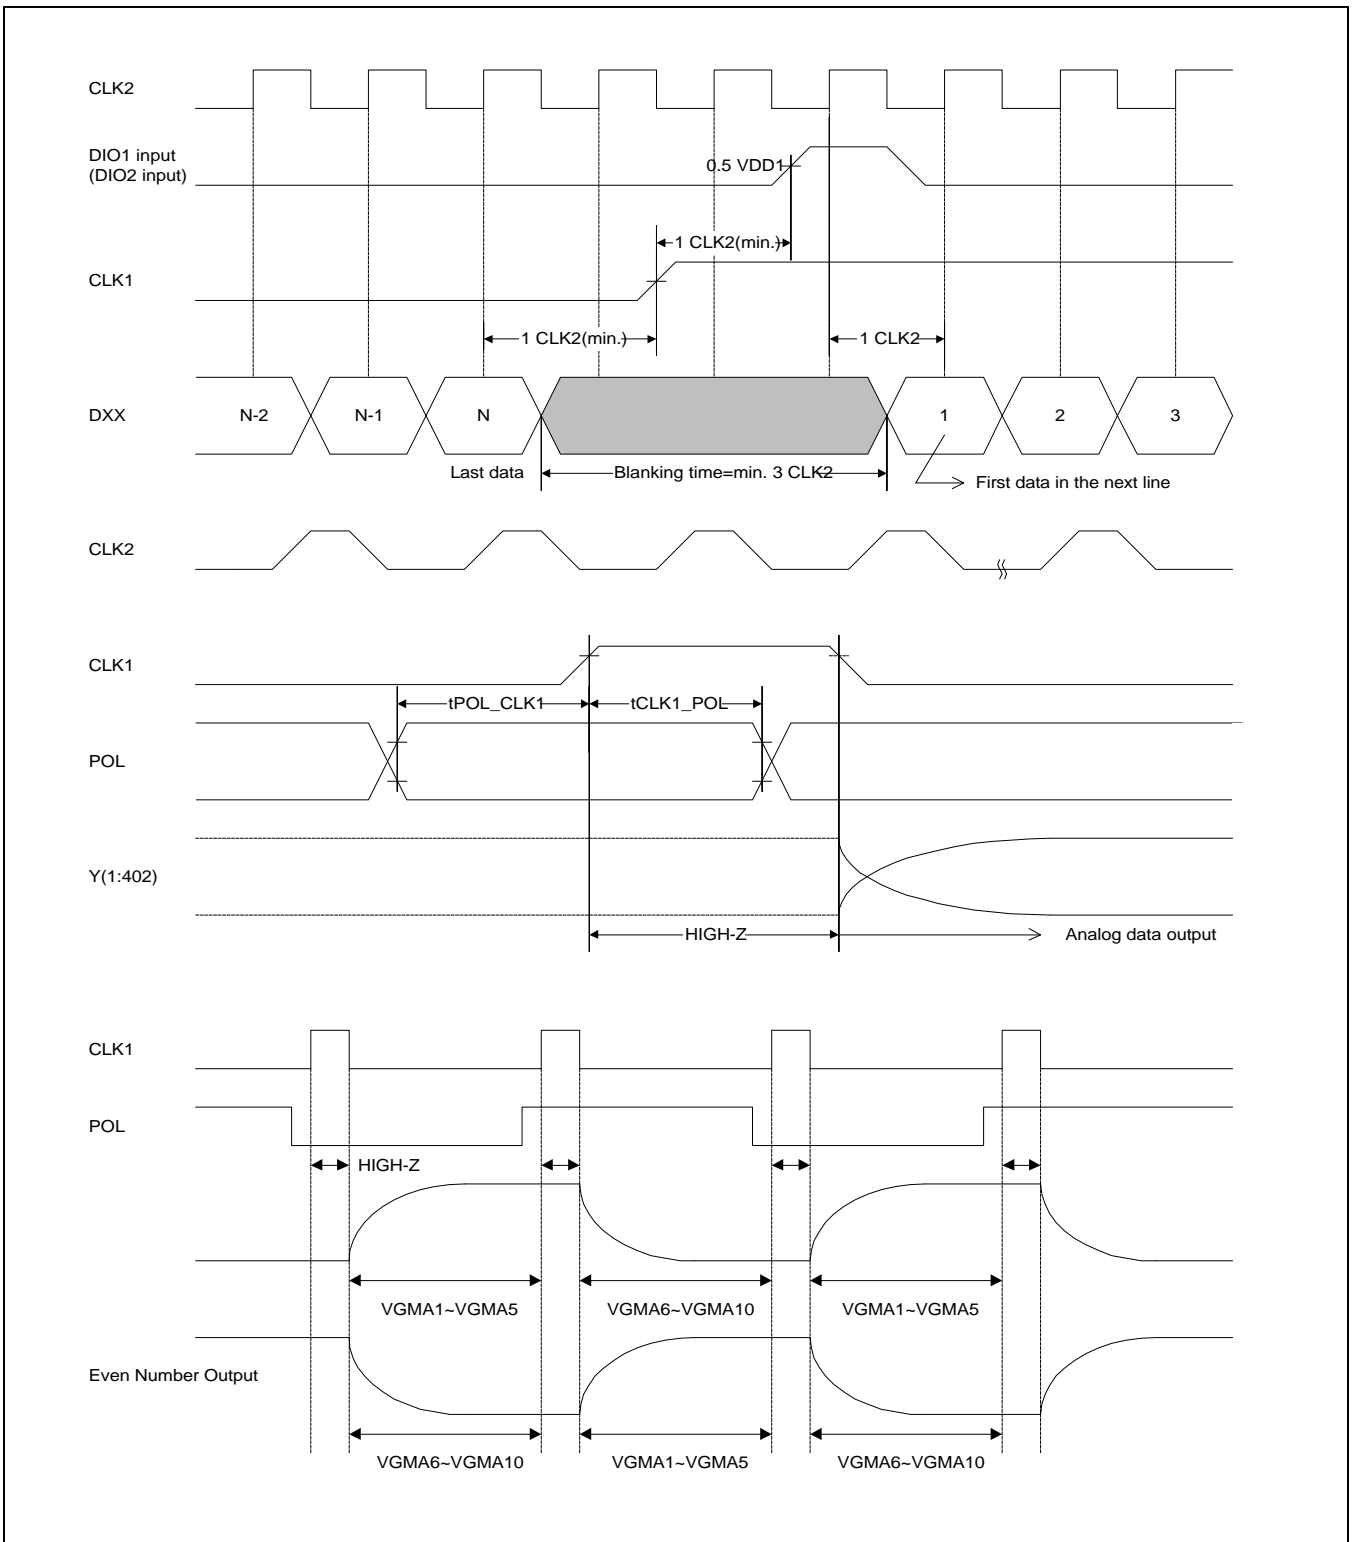 CLK2
DIO1 input
(DIO2 input)
0.5 VDD1
1 CLK2(min.)
CLK1
1 CLK2(min.)
1 CLK2
DXX
N-2
N-1
N
1
2
3
Last data
Blanking time=min. 3 CLK2
First data in the next line
CLK2
CLK1
tPOL_CLK1
tCLK1_POL
POL
Y(1:402)
HIGH-Z
Analog data output
CLK1
POL
HIGH-Z
VGMA1~VGMA5
VGMA6~VGMA10
VGMA1~VGMA5
Even Number Output
VGMA6~VGMA10
VGMA1~VGMA5
VGMA6~VGMA10